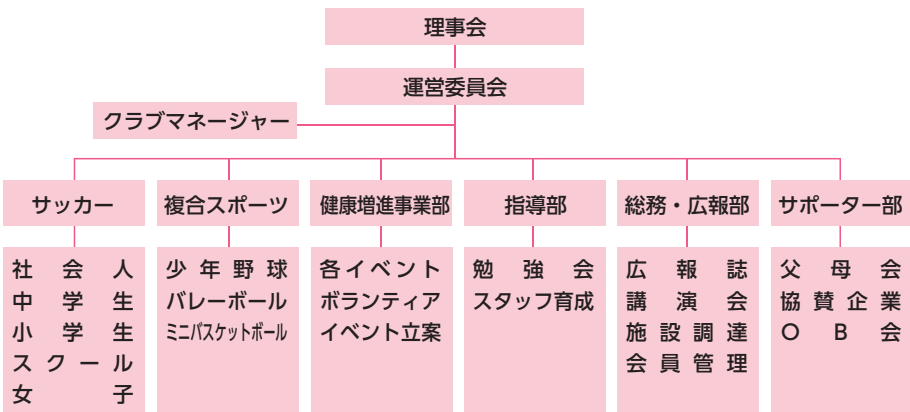 理事会
運営委員会
クラブマネージャー
サッカー
複合スポーツ
健康増進事業部
指導部
総務・広報部
サポーター部
社会人
中学生
小学生
スクール
女子
少年野球
バレーボール
ミニバスケットボール
各イベント
ボランティア
イベント立案
勉強会
スタッフ育成
広報誌
講演会
施設調達
会員管理
父母会
協賛企業
OB会